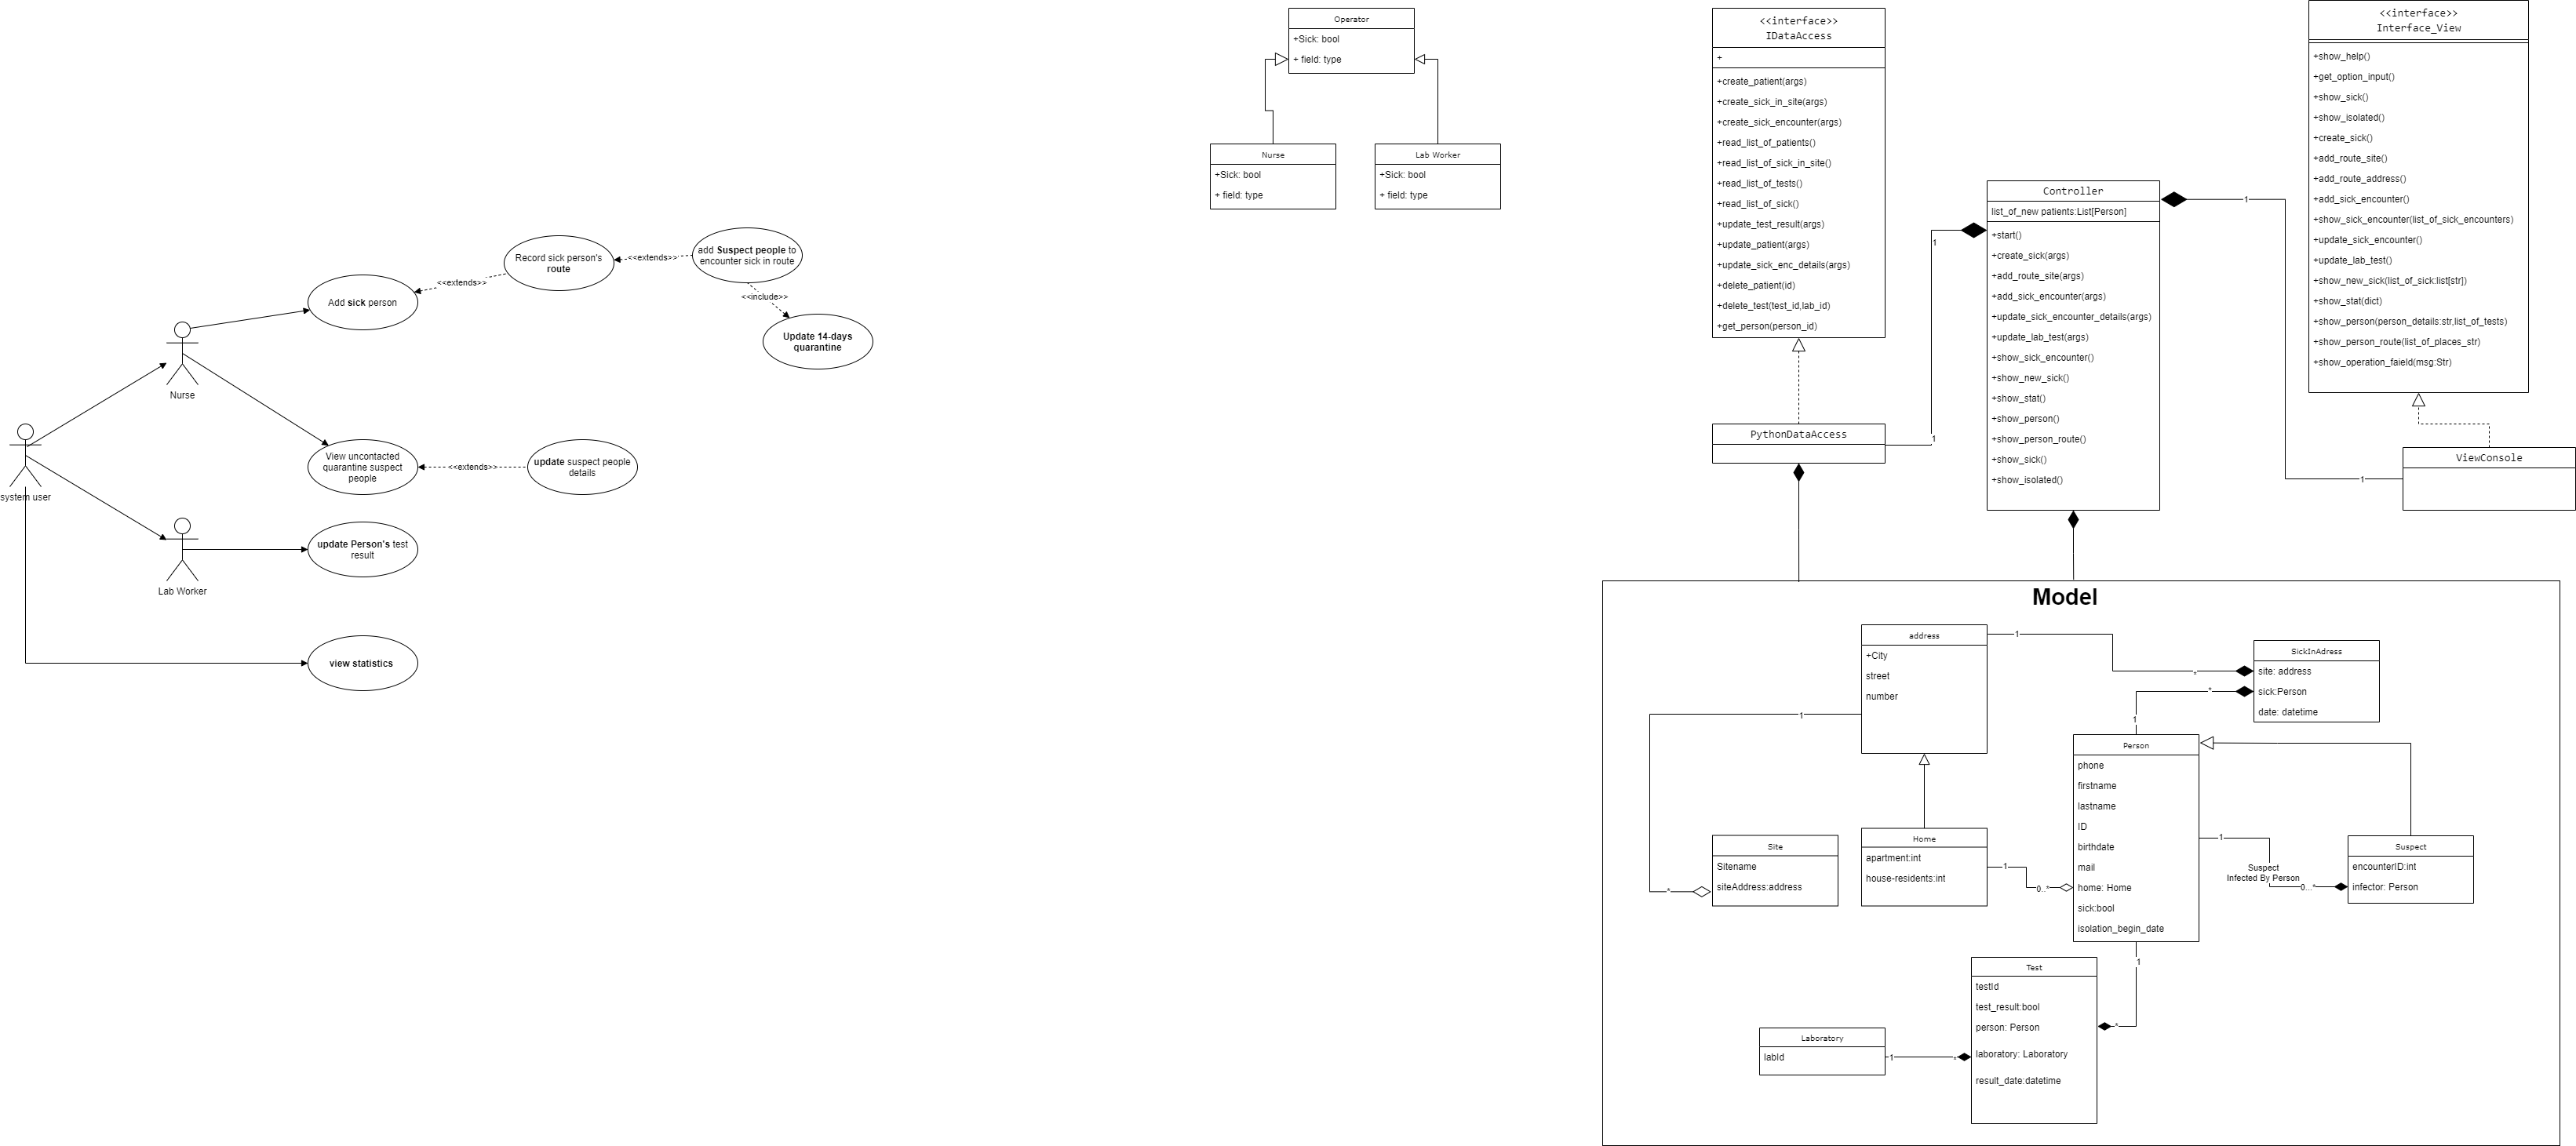 Add sick person
<<extends>>
Record sick person's
route
<<extends>>
add Suspect people to
encounter sick in route
<<include>>
Update 14-days
quarantine
Nurse
system user
View uncontacted
quarantine suspect
people
<<extends>>
update suspect people
details
Lab Worker
update Person's test
result
view statistics
Operator
+Sick: bool
+ field: type
Nurse
+Sick: bool
+ field: type
Lab Worker
+Sick: bool
+ field: type
<<interface>>
IDataAccess
+
+create_patient(args)
+create_sick_in_site(args)
+create_sick_encounter(args)
+read_list_of_patients()
+read_list_of_sick_in_site()
+read_list_of_tests()
+read_list_of_sick()
+update_test_result(args)
+update_patient(args)
+update_sick_enc_details(args)
+delete_patient(id)
+delete_test(test_id,lab_id)
+get_person(person_id)
PythonDataAccess
1
1
Controller
list_of_new patients:List[Person]
+start()
+create_sick(args)
+add_route_site(args)
+add_sick_encounter(args)
+update_sick_encounter_details(args)
+update_lab_test(args)
+show_sick_encounter()
+show_new_sick()
+show_stat()
+show_person()
+show_person_route()
+show_sick()
+show_isolated()
1
1
<<interface>>
Interface_View
+show_help()
+get_option_input()
+show_sick()
+show_isolated()
+create_sick()
+add_route_site()
+add_route_address()
+add_sick_encounter()
+show_sick_encounter(list_of_sick_encounters)
+update_sick_encounter()
+update_lab_test()
+show_new_sick(list_of_sick:list[str])
+show_stat(dict)
+show_person(person_details:str,list_of_tests)
+show_person_route(list_of_places_str)
+show_operation_faield(msg:Str)
ViewConsole
Model
address
+City
street
number
1
*
SickInAdress
site: address
sick:Person
date: datetime
*
1
1
*
Site
Sitename
siteAddress:address
Home
apartment:int
house-residents:int
1
0..*
Person
phone
firstname
lastname
ID
birthdate
mail
home: Home
sick:bool
isolation_begin_date
1
Suspect
Infected By Person
0...*
Suspect
encounterID:int
infector: Person
1
*
Test
testId
test_result:bool
person: Person
laboratory: Laboratory
result_date:datetime
Laboratory
labId
1
*